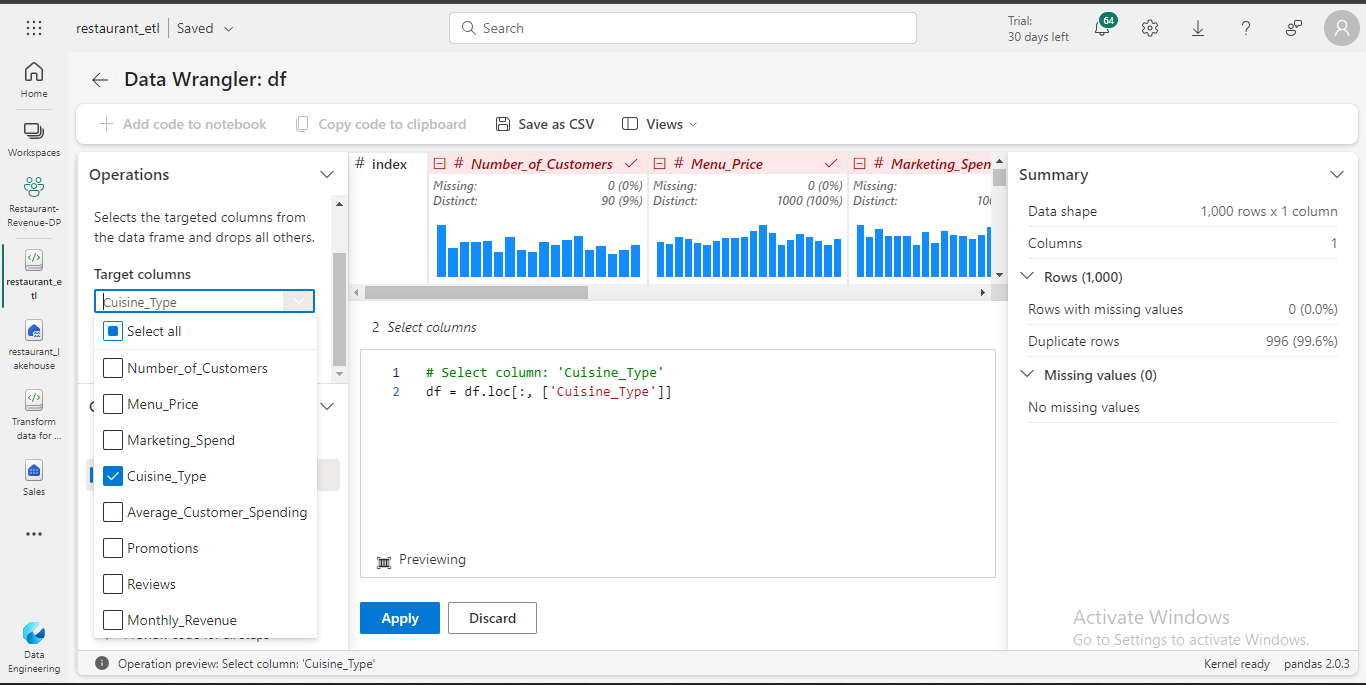 restaurant_etl
Saved
Search
Trial:
30 days left
64
Home
Workspaces
Restaurant-
Revenue-DP
restaurant_e
tl
restaurant_l
akehouse
Transform
data for ...
Sales
Data
Engineering
Data Wrangler: df
Add code to notebook
Copy code to clipboard
Save as CSV
Views
Operations
Selects the targeted columns from
the data frame and drops all others.
Target columns
Cuisine_Type
Select all
Number_of_Customers
Menu_Price
Marketing_Spend
Cuisine_Type
Average_Customer_Spending
Promotions
Reviews
Monthly_Revenue
# index
# Number_of_Customers
Missing: 0 (0%)
Distinct: 90 (9%)
# Menu_Price
Missing: 0 (0%)
Distinct: 1000 (100%)
# Marketing_Spen
Missing:
Distinct: 100
2 Select columns
1 # Select column: 'Cuisine_Type'
2 df = df.loc[:, ['Cuisine_Type']]
Previewing
Apply
Discard
Summary
Data shape 1,000 rows x 1 column
Columns 1
Rows (1,000)
Rows with missing values 0 (0.0%)
Duplicate rows 996 (99.6%)
Missing values (0)
No missing values
Activate Windows
Go to Settings to activate Windows.
Operation preview: Select column: 'Cuisine_Type'
Kernel ready
pandas 2.0.3